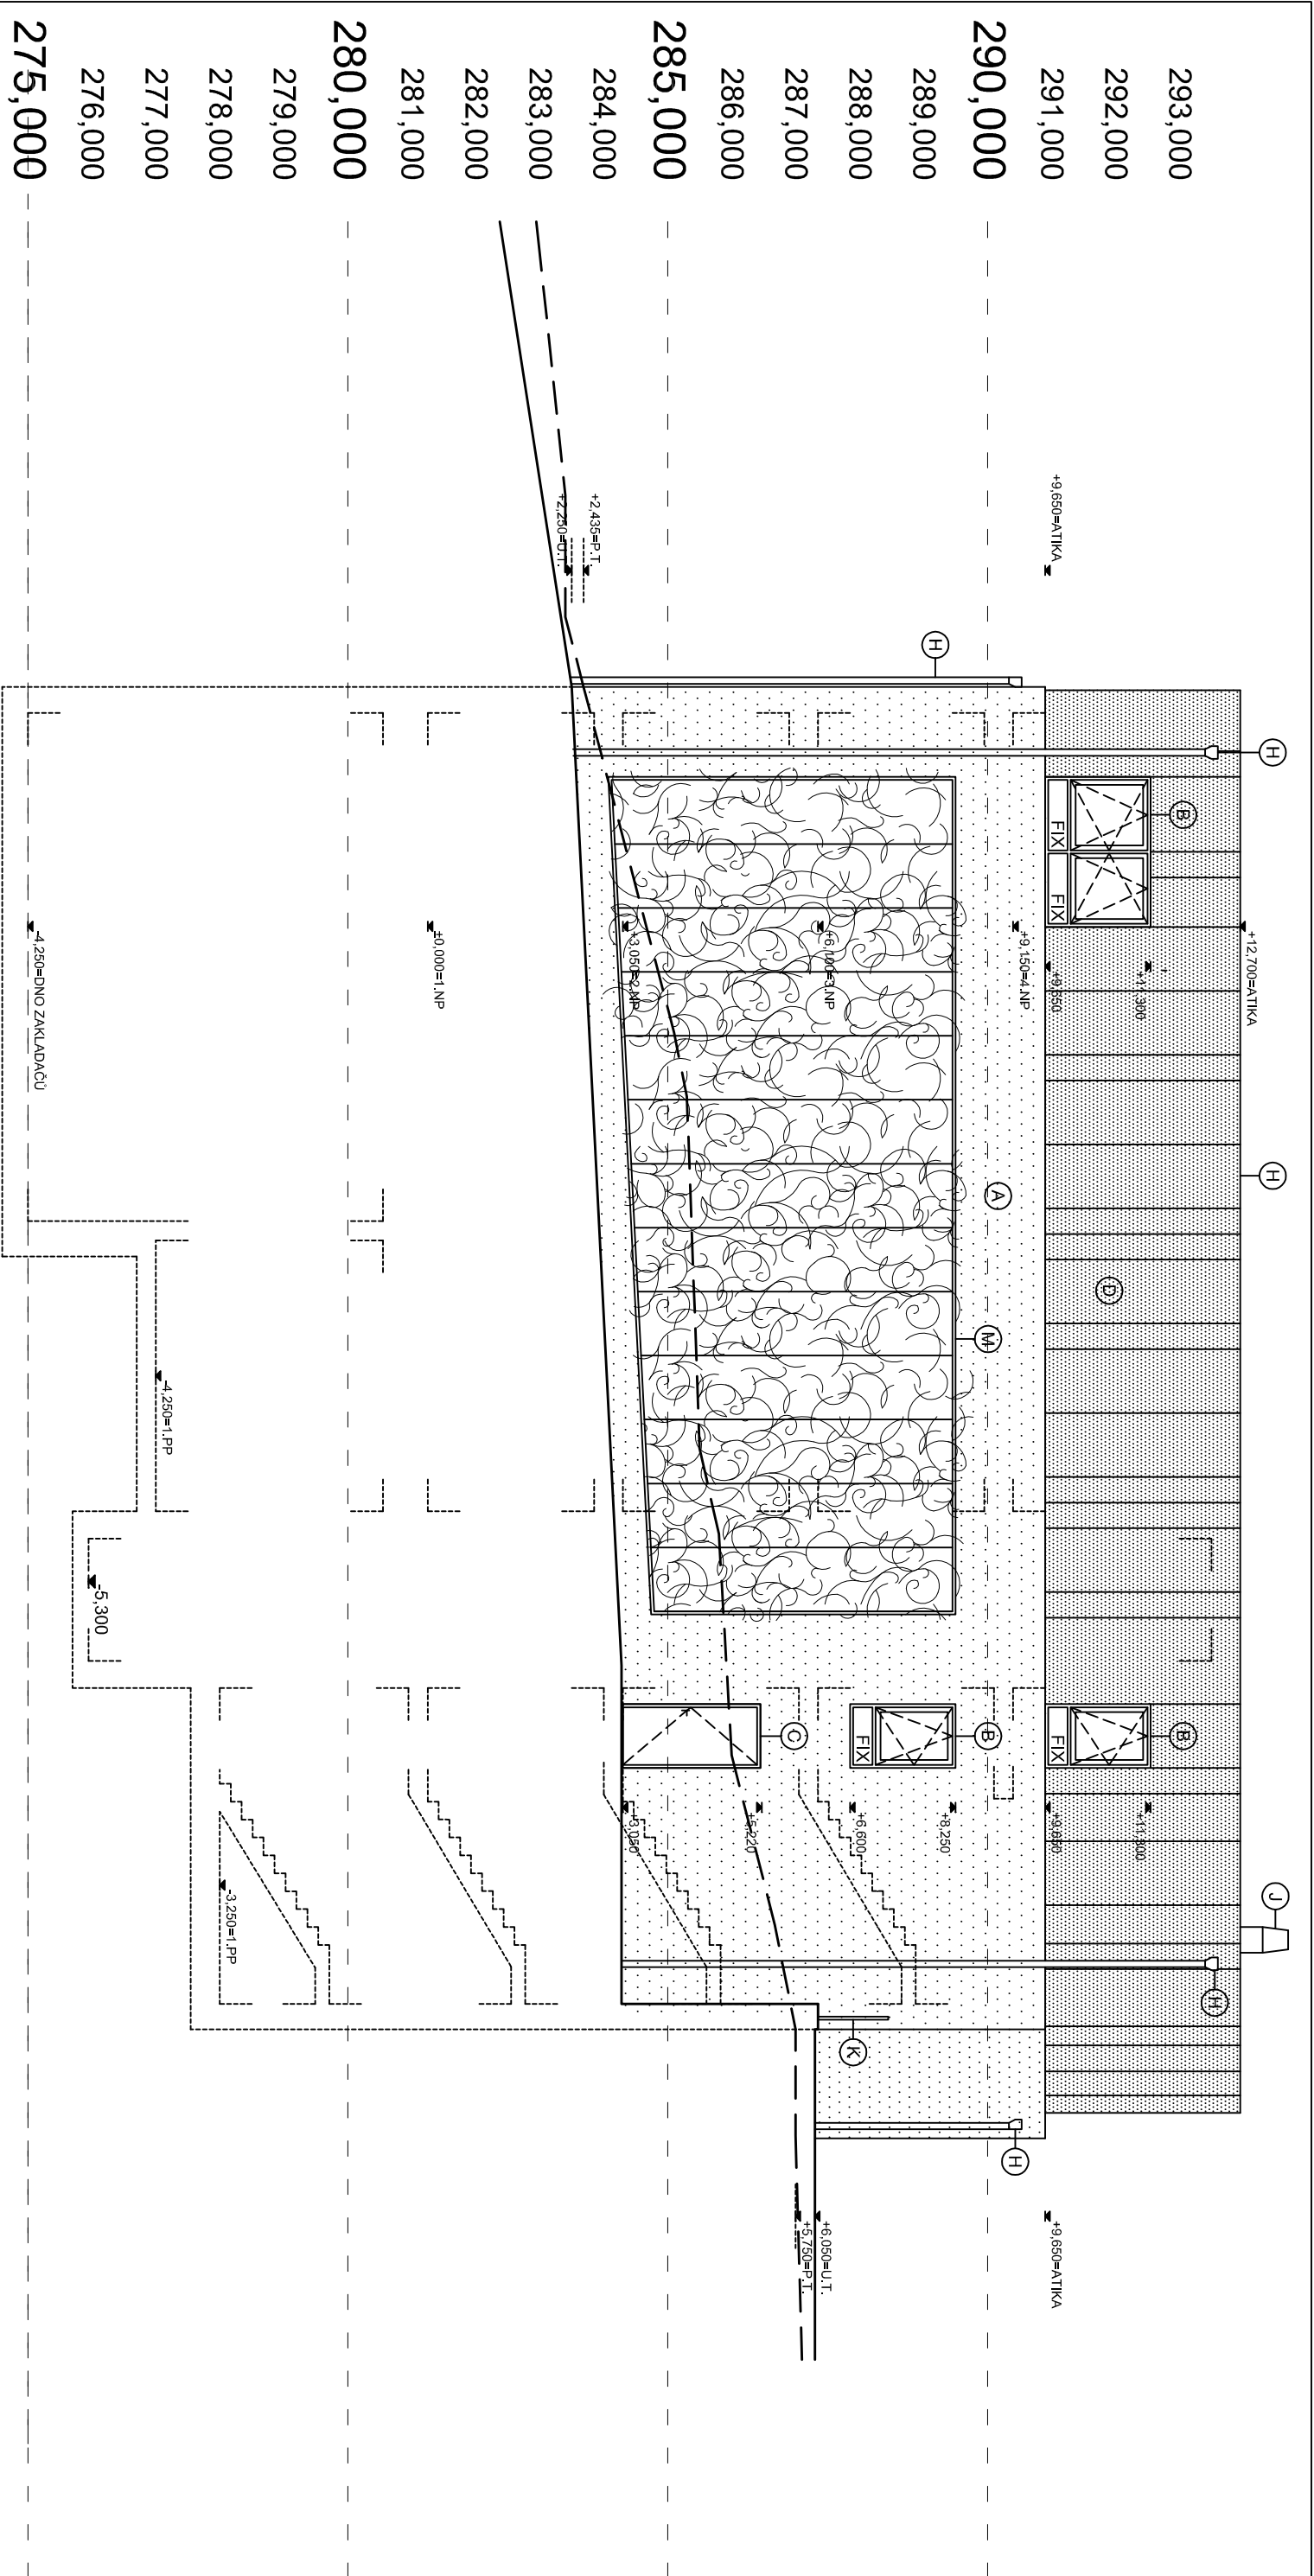 H
H
J
+12,700=ATIKA
H
293,000
B
B
+11,300
+11,300
292,000
D
291,000
+9,650=ATIKA
FIX
FIX
+9,650
FIX
+9,650
+9,650=ATIKA
+9,150=4.NP
H
290,000
A
M
B
H
289,000
+8,250
288,000
FIX
+6,600
K
+6,100=3.NP
+6,050=U.T.
287,000
C
+5,750=P.T.
286,000
+5,220
285,000
284,000
+3,050=2.NP
+3,050
+2,435=P.T.
+2,250=U.T.
283,000
282,000
281,000
±0,000=1.NP
280,000
279,000
278,000
-3,250=1.PP
277,000
-4,250=1.PP
276,000
-5,300
275,000
-4,250=DNO ZAKLADAČŮ